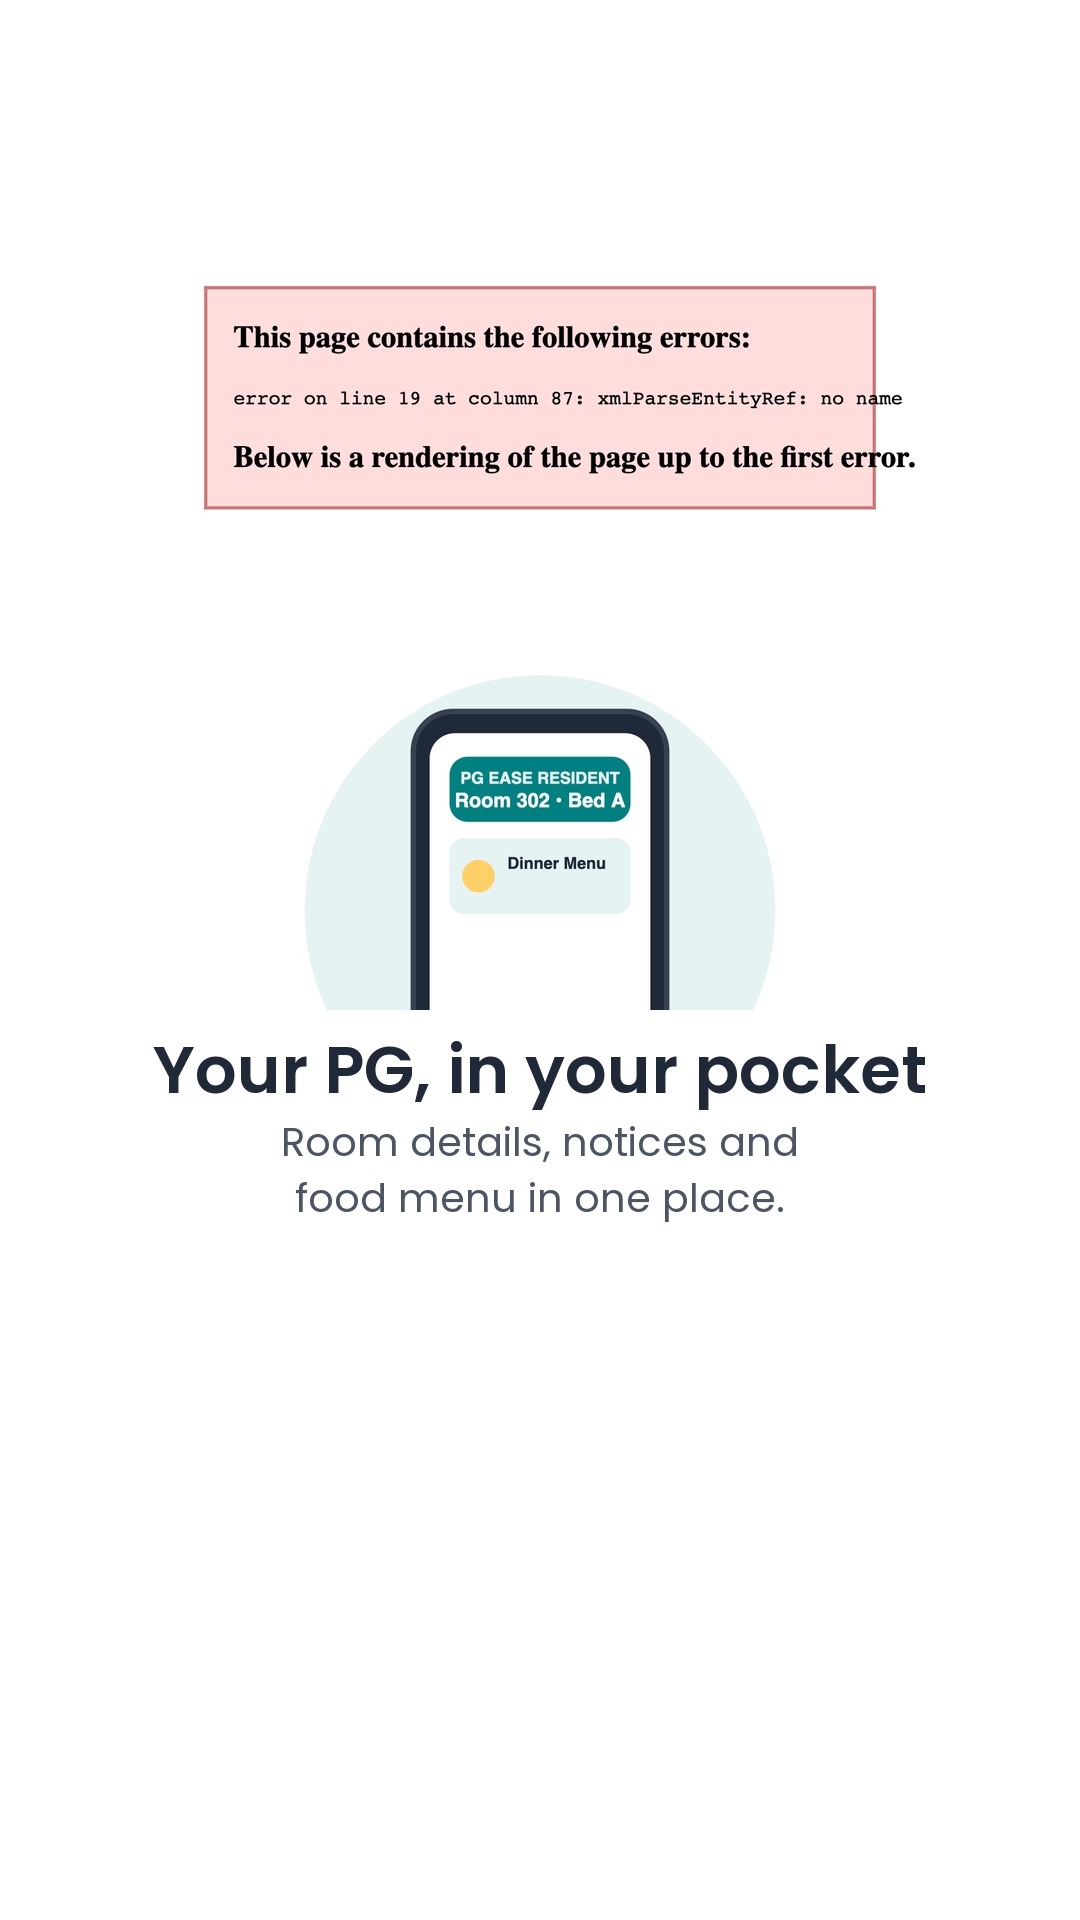 This page contains the following errors:
error on line 19 at column 87: xmlParseEntityRef: no name
Below is a rendering of the page up to the first error.
PG EASE RESIDENT
Room 302 • Bed A
Dinner Menu
Your PG, in your pocket
Room details, notices and
food menu in one place.